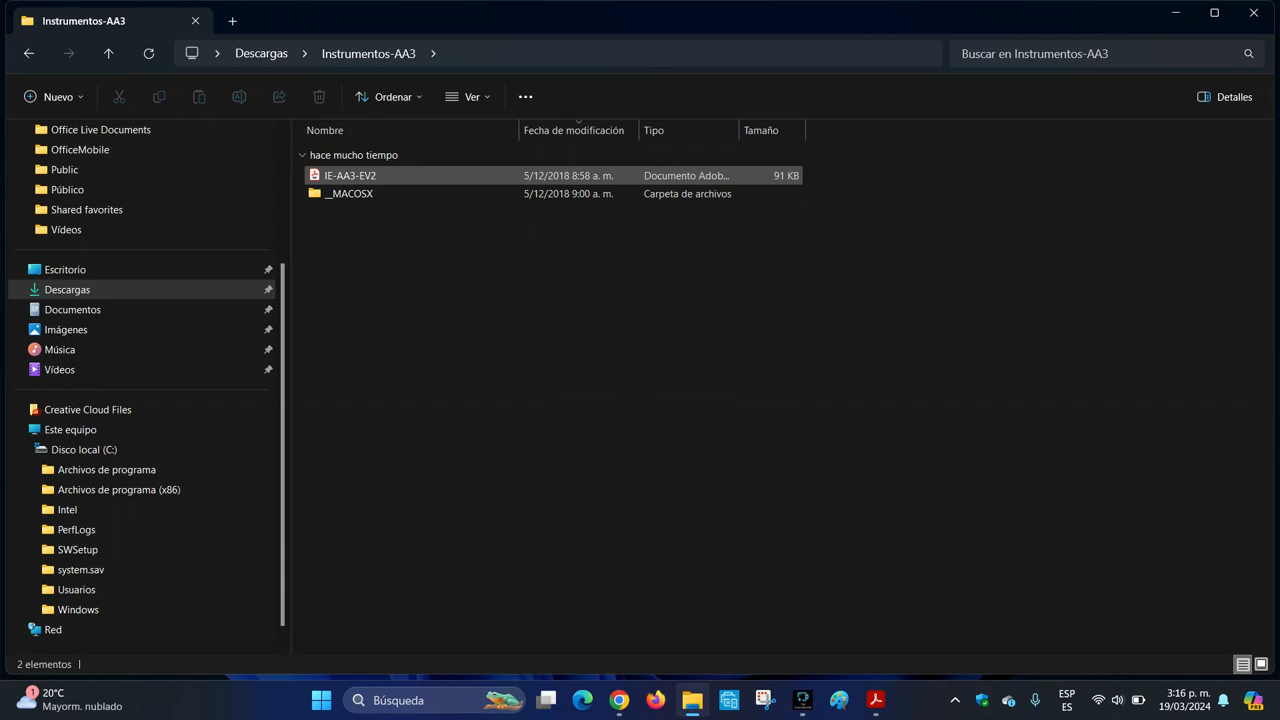 Instrumentos-AA3
Descargas
Instrumentos-AA3
Buscar en Instrumentos-AA3
Nuevo
Ordenar
Ver
Detalles
Office Live Documents
OfficeMobile
Public
Público
Shared favorites
Vídeos
Escritorio
Descargas
Documentos
Imágenes
Música
Vídeos
Creative Cloud Files
Este equipo
Disco local (C:)
Archivos de programa
Archivos de programa (x86)
Intel
PerfLogs
SWSetup
system.sav
Usuarios
Windows
Red
Nombre Fecha de modificación Tipo Tamaño
hace mucho tiempo
IE-AA3-EV2 5/12/2018 8:58 a. m. Documento Adob... 91 KB
__MACOSX 5/12/2018 9:00 a. m. Carpeta de archivos
2 elementos
1
20°C
Mayorm. nublado
Búsqueda
ESP
ES
3:16 p. m.
19/03/2024
PRE